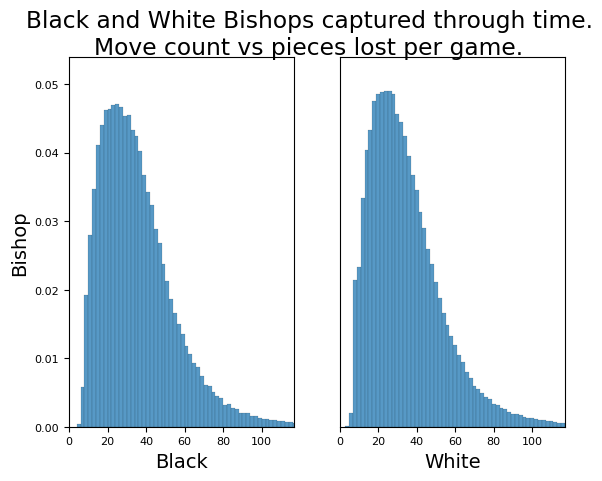 Black and White Bishops captured through time.
Move count vs pieces lost per game.
Bishop
0.05
0.04
0.03
0.02
0.01
0.00
0 20 40 60 80 100
0 20 40 60 80 100
Black
White